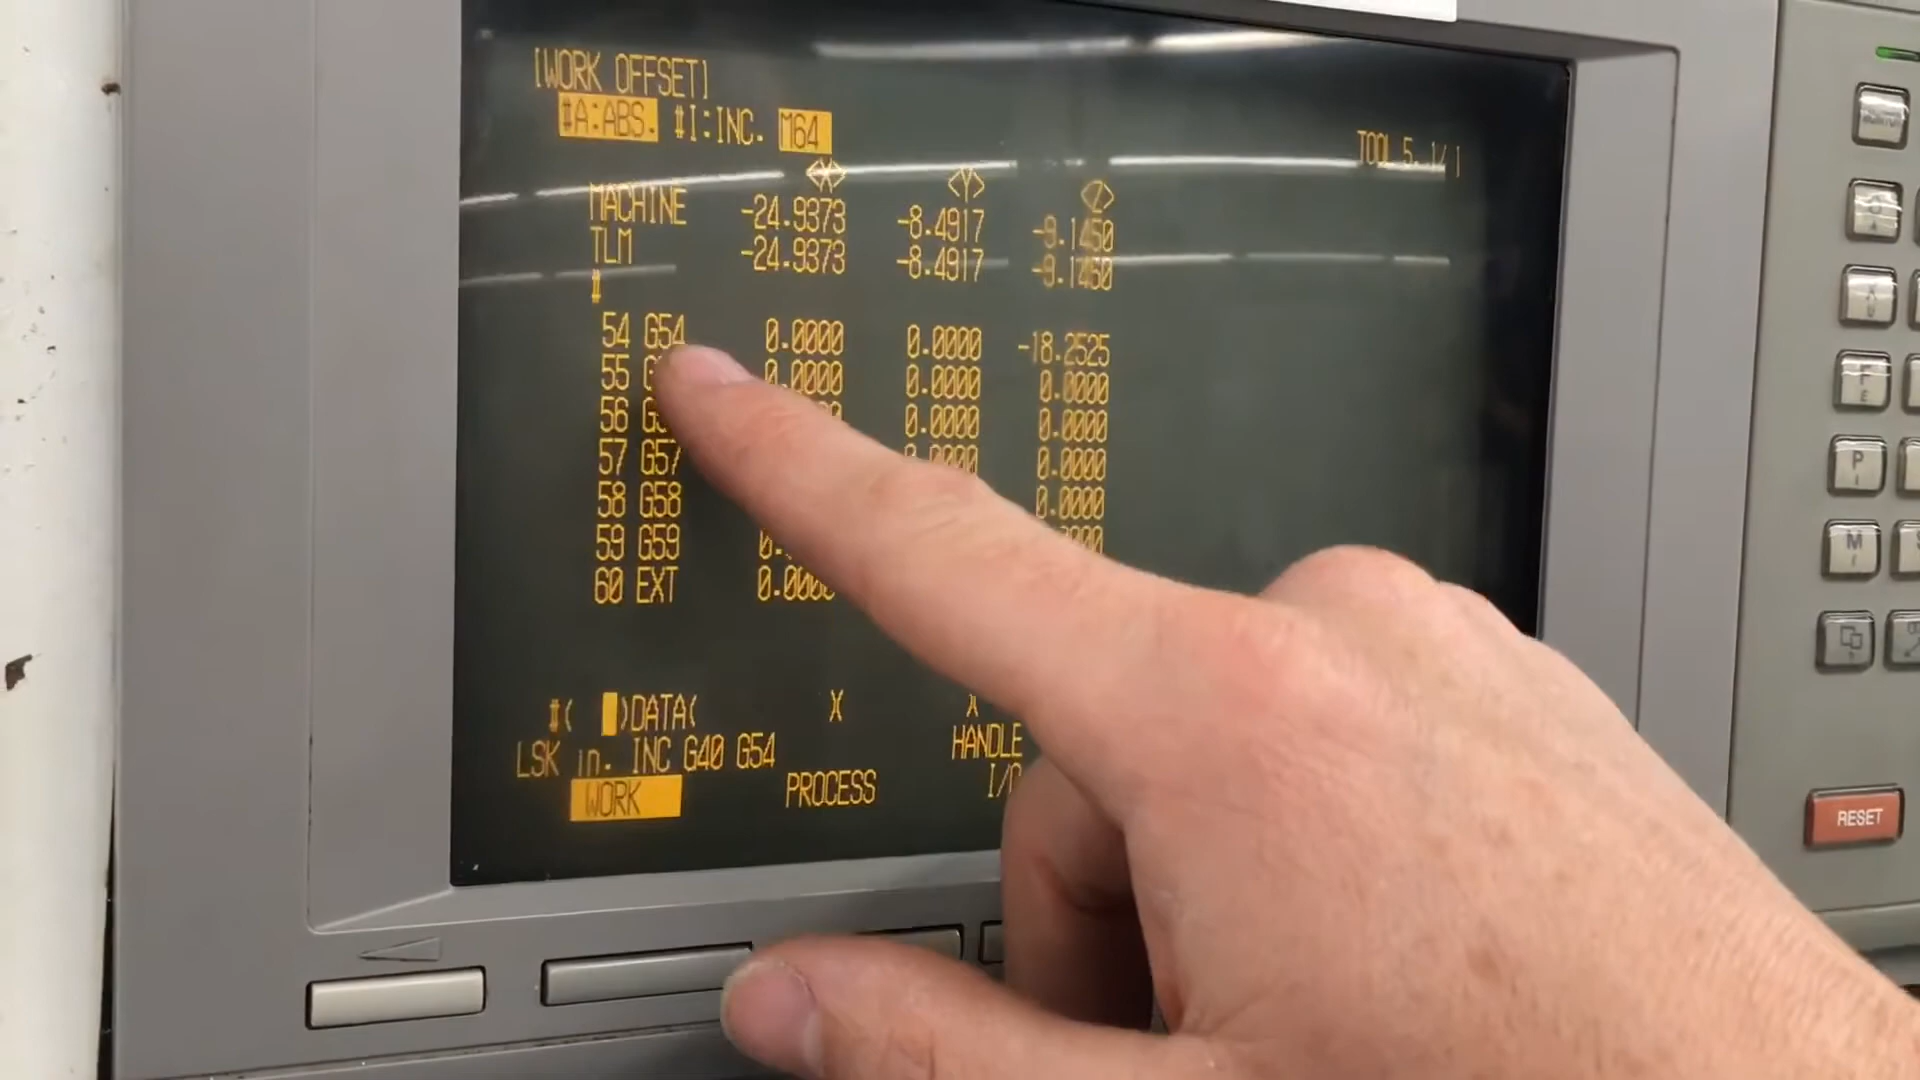 [WORK OFFSET]
#A:ABS. #I:INC. M64
TOOL 5. 1/ 1
<X> <Y> <Z>
MACHINE -24.9373 -8.4917 -9.1450
TLM -24.9373 -8.4917 -9.1450
#
54 G54 0.0000 0.0000 -18.2525
55 0.0000 0.0000 0.0000
56 0.0000 0.0000
57 G57 0.0000
58 G58 0.0000
59 G59
60 EXT 0.0000
#( )DATA( )( )(
LSK in. INC G40 G54 HANDLE
WORK PROCESS I/O
P
M
RESET